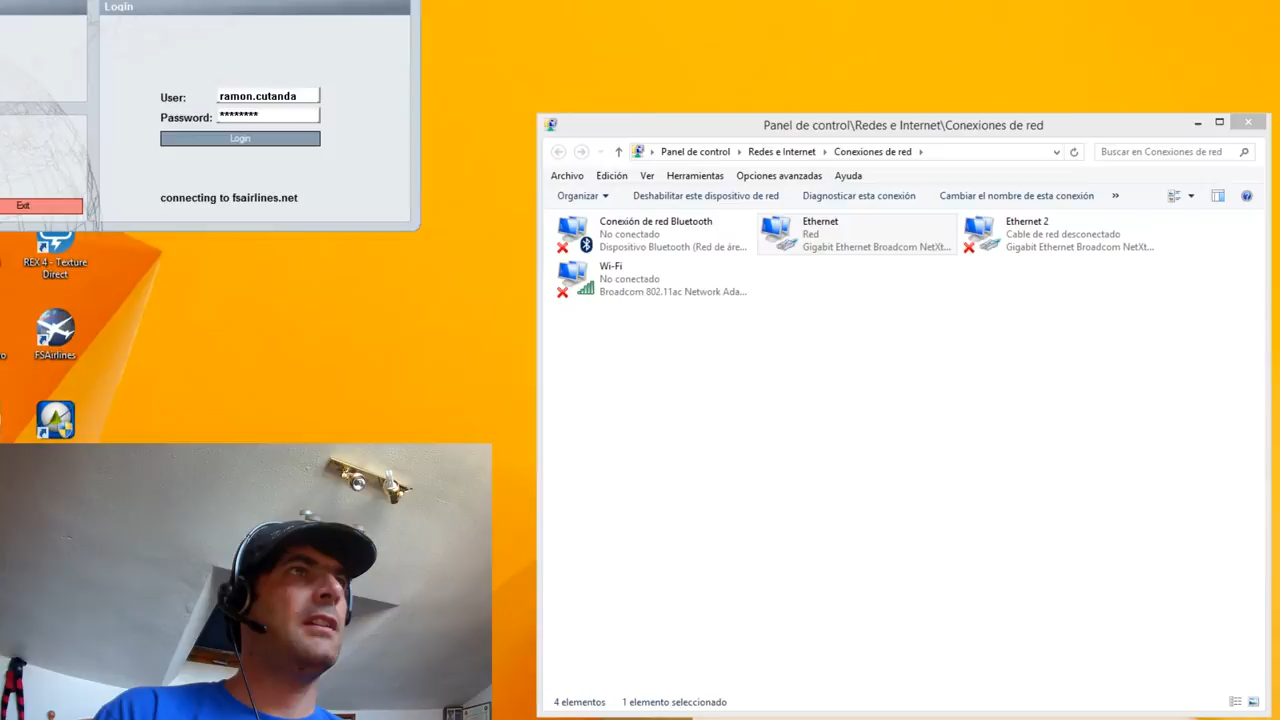 Login
User: ramon.cutanda
Password: ********
Login
connecting to fsairlines.net
Exit
REX 4 - Texture
Direct
FSAirlines
Panel de control\Redes e Internet\Conexiones de red
Panel de control Redes e Internet Conexiones de red
Buscar en Conexiones de red
Archivo Edición Ver Herramientas Opciones avanzadas Ayuda
Organizar Deshabilitar este dispositivo de red Diagnosticar esta conexión Cambiar el nombre de esta conexión »
Conexión de red Bluetooth
No conectado
Dispositivo Bluetooth (Red de áre...
Ethernet
Red
Gigabit Ethernet Broadcom NetXt...
Ethernet 2
Cable de red desconectado
Gigabit Ethernet Broadcom NetXt...
Wi-Fi
No conectado
Broadcom 802.11ac Network Ada...
4 elementos 1 elemento seleccionado